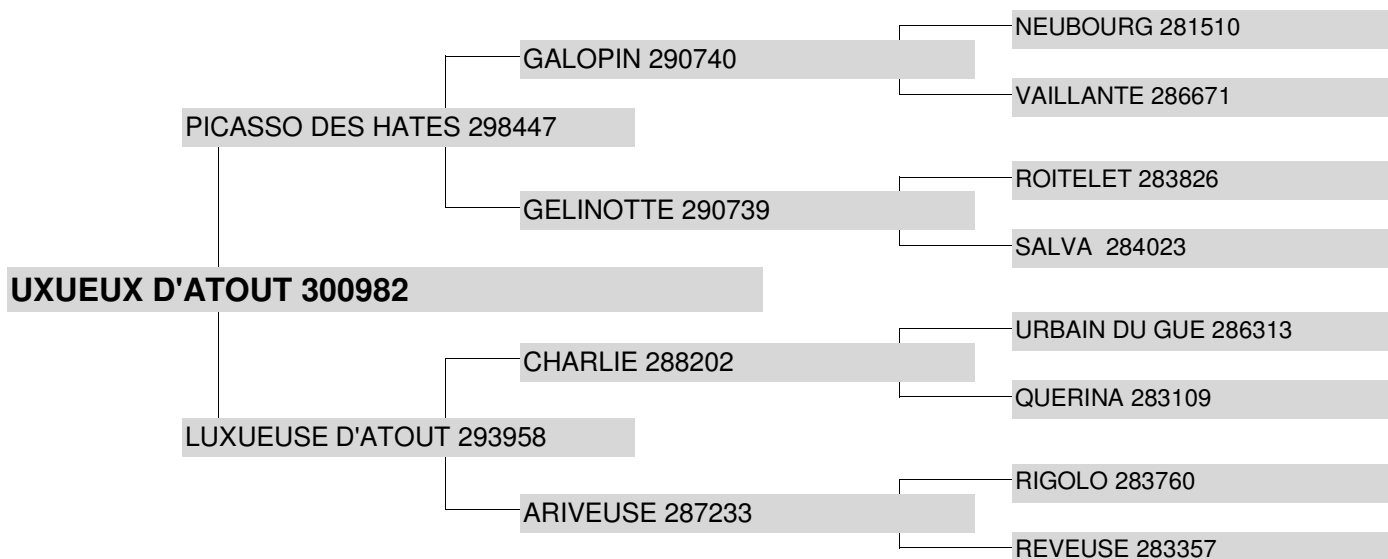 NEUBOURG 281510
GALOPIN 290740
VAILLANTE 286671
PICASSO DES HATES 298447
ROITELET 283826
GELINOTTE 290739
SALVA  284023
UXUEUX D'ATOUT 300982
URBAIN DU GUE 286313
CHARLIE 288202
QUERINA 283109
LUXUEUSE D'ATOUT 293958
RIGOLO 283760
ARIVEUSE 287233
REVEUSE 283357